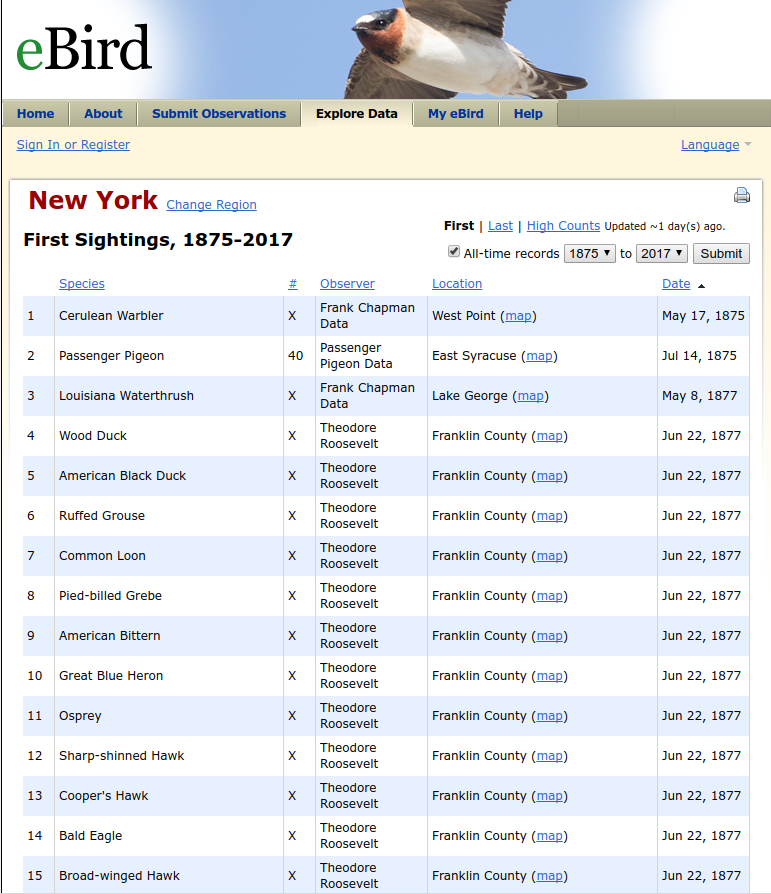 eBird
Home About Submit Observations Explore Data My eBird Help
Sign In or Register Language
New York Change Region
First | Last | High Counts Updated ~1 day(s) ago.
First Sightings, 1875-2017
All-time records 1875 to 2017 Submit
Species # Observer Location Date
1 Cerulean Warbler X Frank Chapman Data West Point (map) May 17, 1875
2 Passenger Pigeon 40 Passenger Pigeon Data East Syracuse (map) Jul 14, 1875
3 Louisiana Waterthrush X Frank Chapman Data Lake George (map) May 8, 1877
4 Wood Duck X Theodore Roosevelt Franklin County (map) Jun 22, 1877
5 American Black Duck X Theodore Roosevelt Franklin County (map) Jun 22, 1877
6 Ruffed Grouse X Theodore Roosevelt Franklin County (map) Jun 22, 1877
7 Common Loon X Theodore Roosevelt Franklin County (map) Jun 22, 1877
8 Pied-billed Grebe X Theodore Roosevelt Franklin County (map) Jun 22, 1877
9 American Bittern X Theodore Roosevelt Franklin County (map) Jun 22, 1877
10 Great Blue Heron X Theodore Roosevelt Franklin County (map) Jun 22, 1877
11 Osprey X Theodore Roosevelt Franklin County (map) Jun 22, 1877
12 Sharp-shinned Hawk X Theodore Roosevelt Franklin County (map) Jun 22, 1877
13 Cooper's Hawk X Theodore Roosevelt Franklin County (map) Jun 22, 1877
14 Bald Eagle X Theodore Roosevelt Franklin County (map) Jun 22, 1877
15 Broad-winged Hawk X Theodore Roosevelt Franklin County (map) Jun 22, 1877